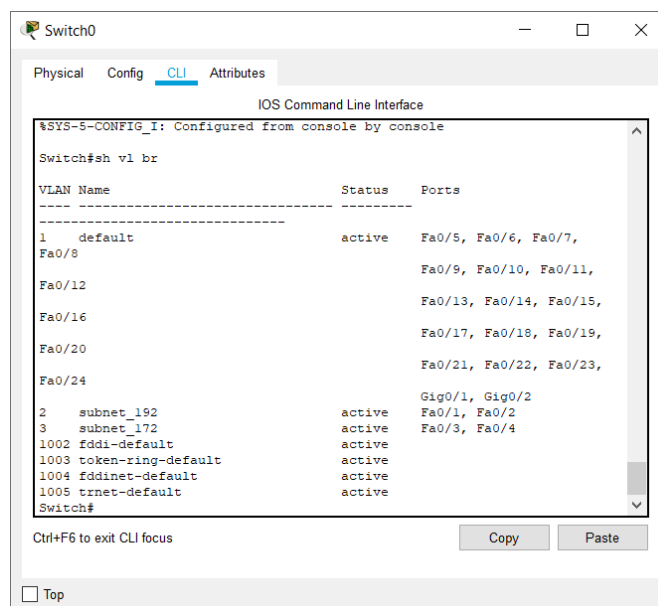 Switch0
Physical Config CLI Attributes
IOS Command Line Interface
%SYS-5-CONFIG_I: Configured from console by console
Switch#sh vl br
VLAN Name                             Status    Ports
---- -------------------------------- --------- -------------------------------
1    default                          active    Fa0/5, Fa0/6, Fa0/7,
Fa0/8
                                                Fa0/9, Fa0/10, Fa0/11,
Fa0/12
                                                Fa0/13, Fa0/14, Fa0/15,
Fa0/16
                                                Fa0/17, Fa0/18, Fa0/19,
Fa0/20
                                                Fa0/21, Fa0/22, Fa0/23,
Fa0/24
                                                Gig0/1, Gig0/2
2    subnet_192                       active    Fa0/1, Fa0/2
3    subnet_172                       active    Fa0/3, Fa0/4
1002 fddi-default                     active
1003 token-ring-default               active
1004 fddinet-default                  active
1005 trnet-default                    active
Switch#
Ctrl+F6 to exit CLI focus
Copy Paste
Top